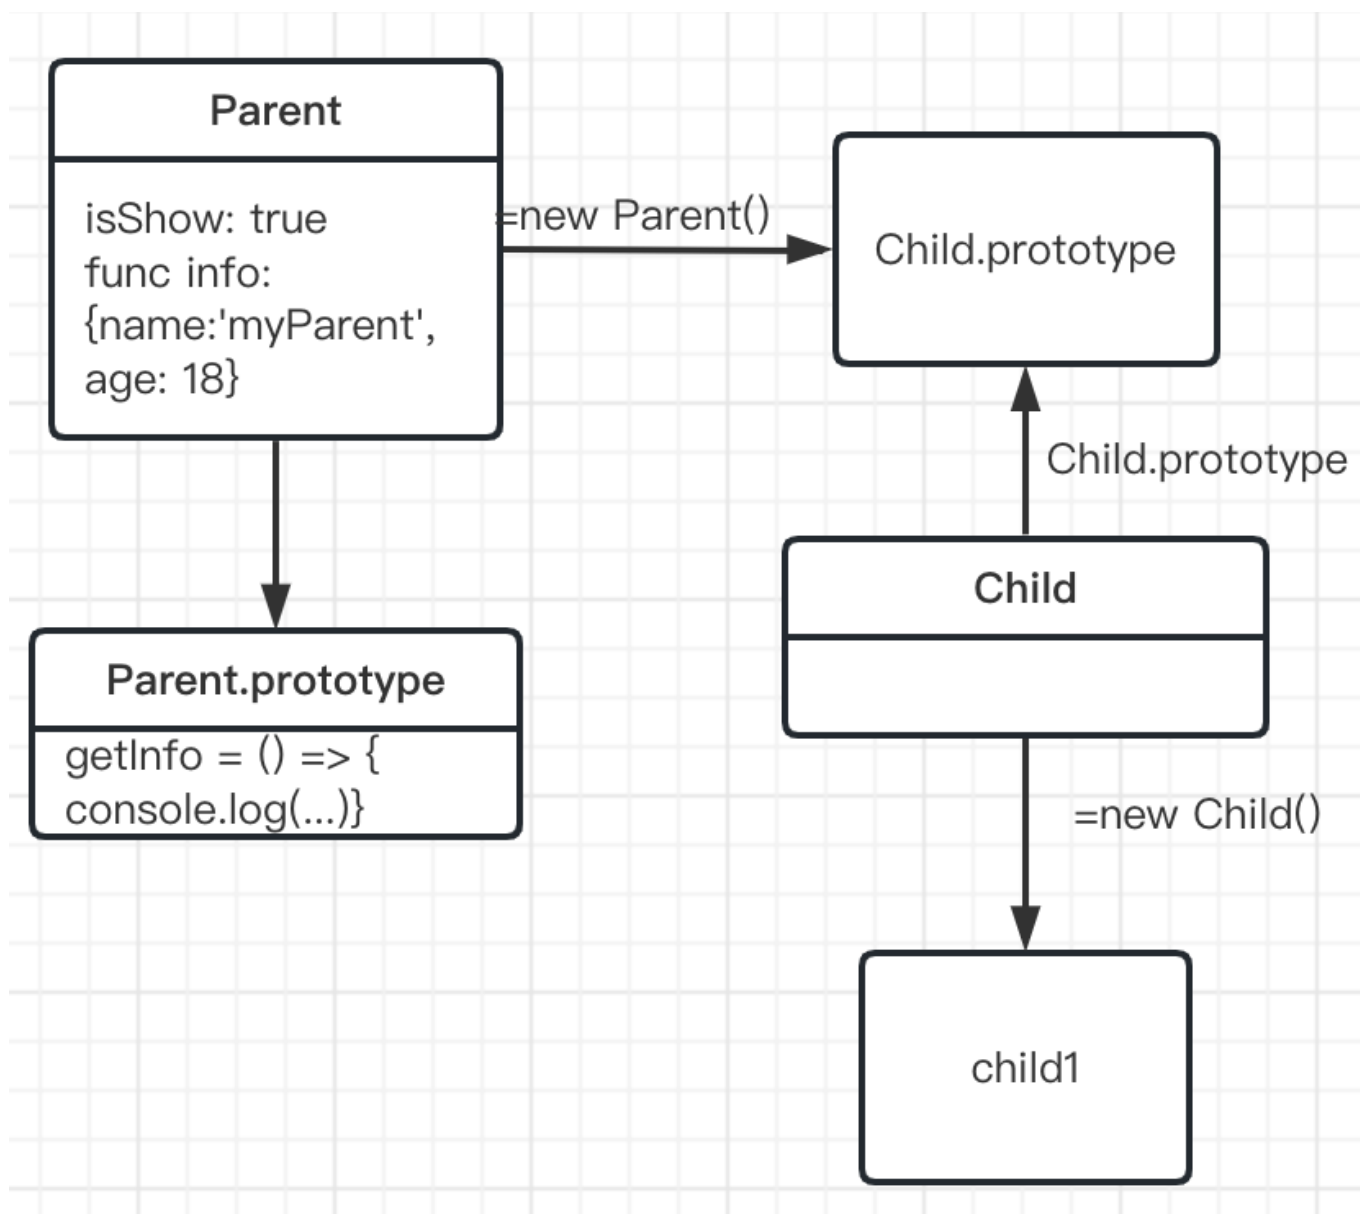 Parent
isShow: true
func info:
{name:'myParent',
age: 18}
=new Parent()
Child.prototype
Child.prototype
Parent.prototype
getInfo = () => {
console.log(...)}
Child
=new Child()
child1